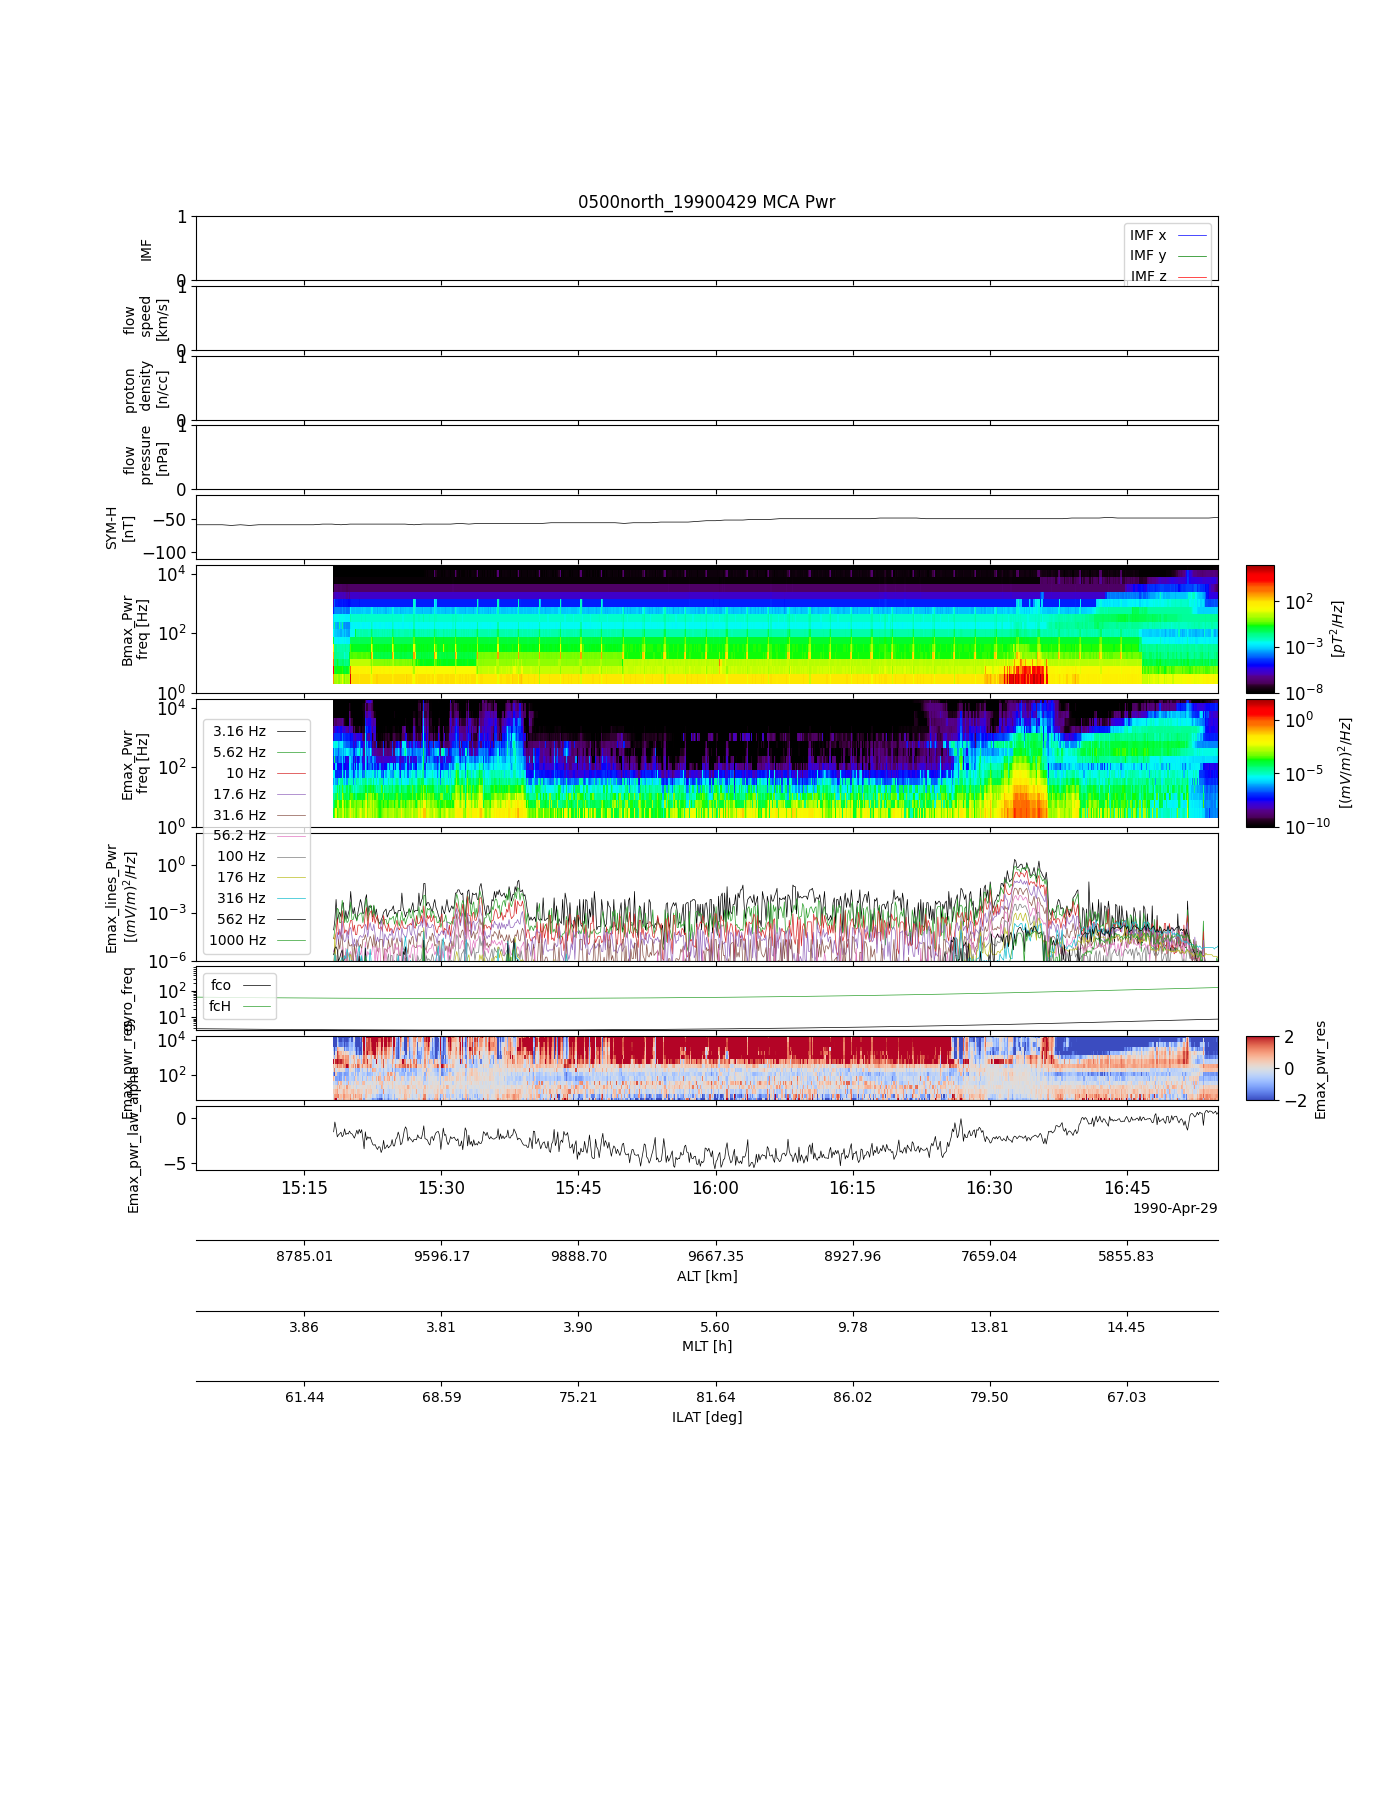 0500north_19900429 MCA Pwr
1
0
IMF
IMF x
IMF y
IMF z
1
0
flow
speed
[km/s]
1
0
proton
density
[n/cc]
1
0
flow
pressure
[nPa]
−50
−100
SYM-H
[nT]
10^4
10^2
10^0
Bmax_Pwr
freq [Hz]
10^2
10^−3
10^−8
[pT^2/Hz]
10^4
10^2
10^0
Emax_Pwr
freq [Hz]
10^0
10^−5
10^−10
[(mV/m)^2/Hz]
3.16 Hz
5.62 Hz
10 Hz
17.6 Hz
31.6 Hz
56.2 Hz
100 Hz
176 Hz
316 Hz
562 Hz
1000 Hz
10^0
10^−3
10^−6
Emax_lines_Pwr
[(mV/m)^2/Hz]
fco
fcH
10^2
10^1
gyro_freq
10^4
10^2
Emax_pwr_res
2
0
−2
Emax_pwr_res
0
−5
Emax_pwr_law_alpha
15:15 15:30 15:45 16:00 16:15 16:30 16:45
1990-Apr-29
8785.01 9596.17 9888.70 9667.35 8927.96 7659.04 5855.83
ALT [km]
3.86 3.81 3.90 5.60 9.78 13.81 14.45
MLT [h]
61.44 68.59 75.21 81.64 86.02 79.50 67.03
ILAT [deg]